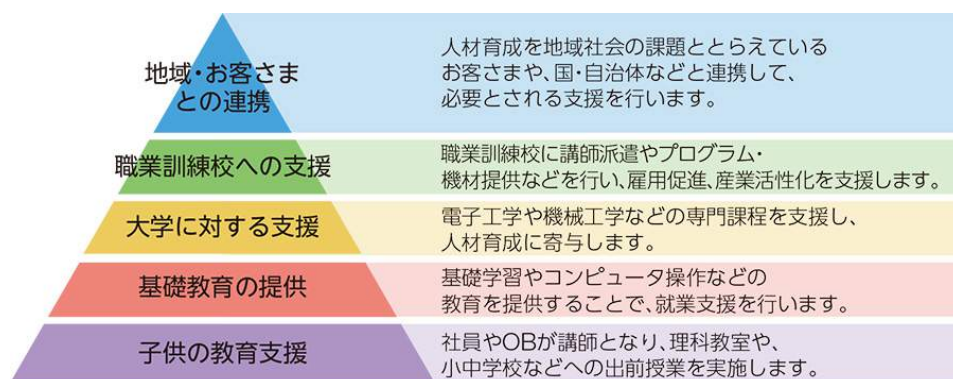 地域・お客さま
との連携
人材育成を地域社会の課題ととらえている
お客さまや、国・自治体などと連携して、
必要とされる支援を行います。
職業訓練校への支援
職業訓練校に講師派遣やプログラム・
機材提供などを行い、雇用促進、産業活性化を支援します。
大学に対する支援
電子工学や機械工学などの専門課程を支援し、
人材育成に寄与します。
基礎教育の提供
基礎学習やコンピュータ操作などの
教育を提供することで、就業支援を行います。
子供の教育支援
社員やOBが講師となり、理科教室や、
小中学校などへの出前授業を実施します。